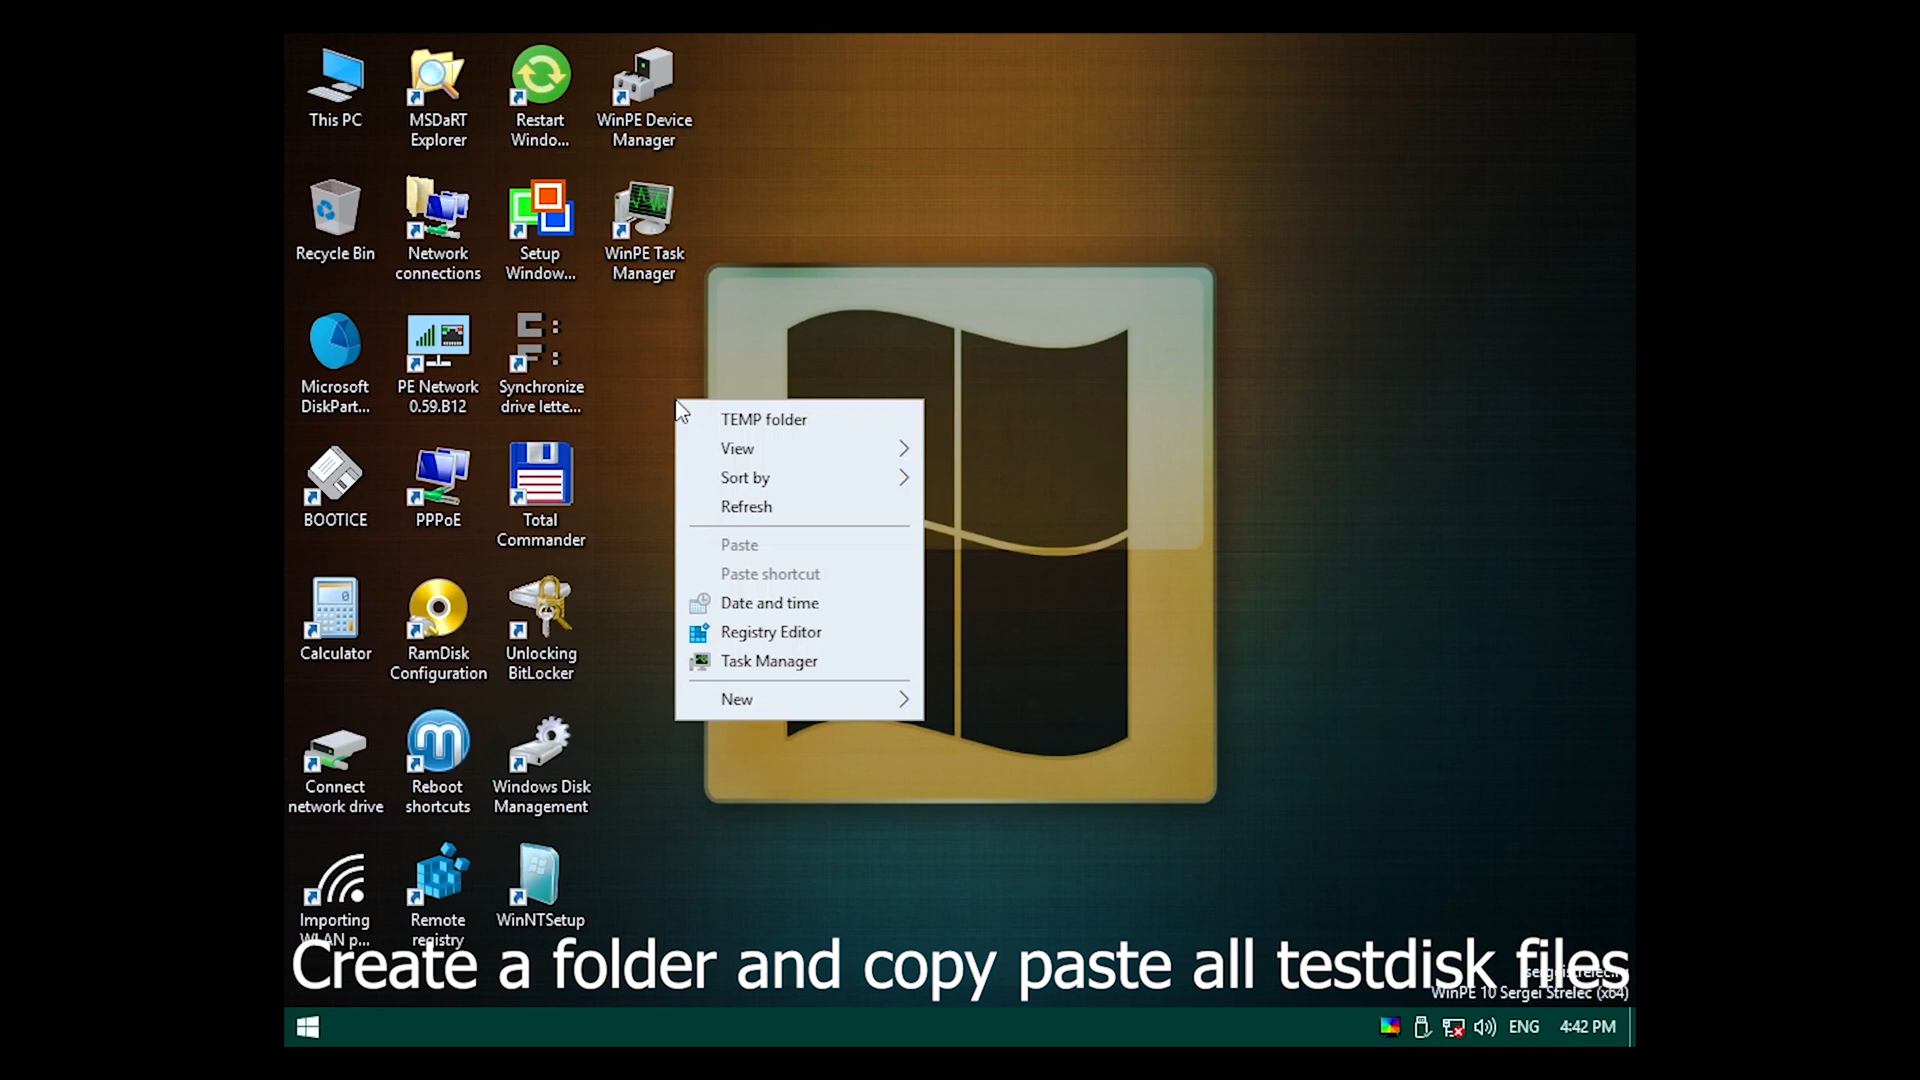 This PC
MSDaRT
Explorer
Restart
Windo...
WinPE Device
Manager
Recycle Bin
Network
connections
Setup
Window...
WinPE Task
Manager
Microsoft
DiskPart...
PE Network
0.59.B12
Synchronize
drive lette...
BOOTICE
PPPoE
Total
Commander
Calculator
RamDisk
Configuration
Unlocking
BitLocker
Connect
network drive
Reboot
shortcuts
Windows Disk
Management
Importing
WLAN p...
Remote
registry
WinNTSetup
TEMP folder
View
Sort by
Refresh
Paste
Paste shortcut
Date and time
Registry Editor
Task Manager
New
Create a folder and copy paste all testdisk files
WinPE 10 Sergei Strelec (x64)
ENG
4:42 PM